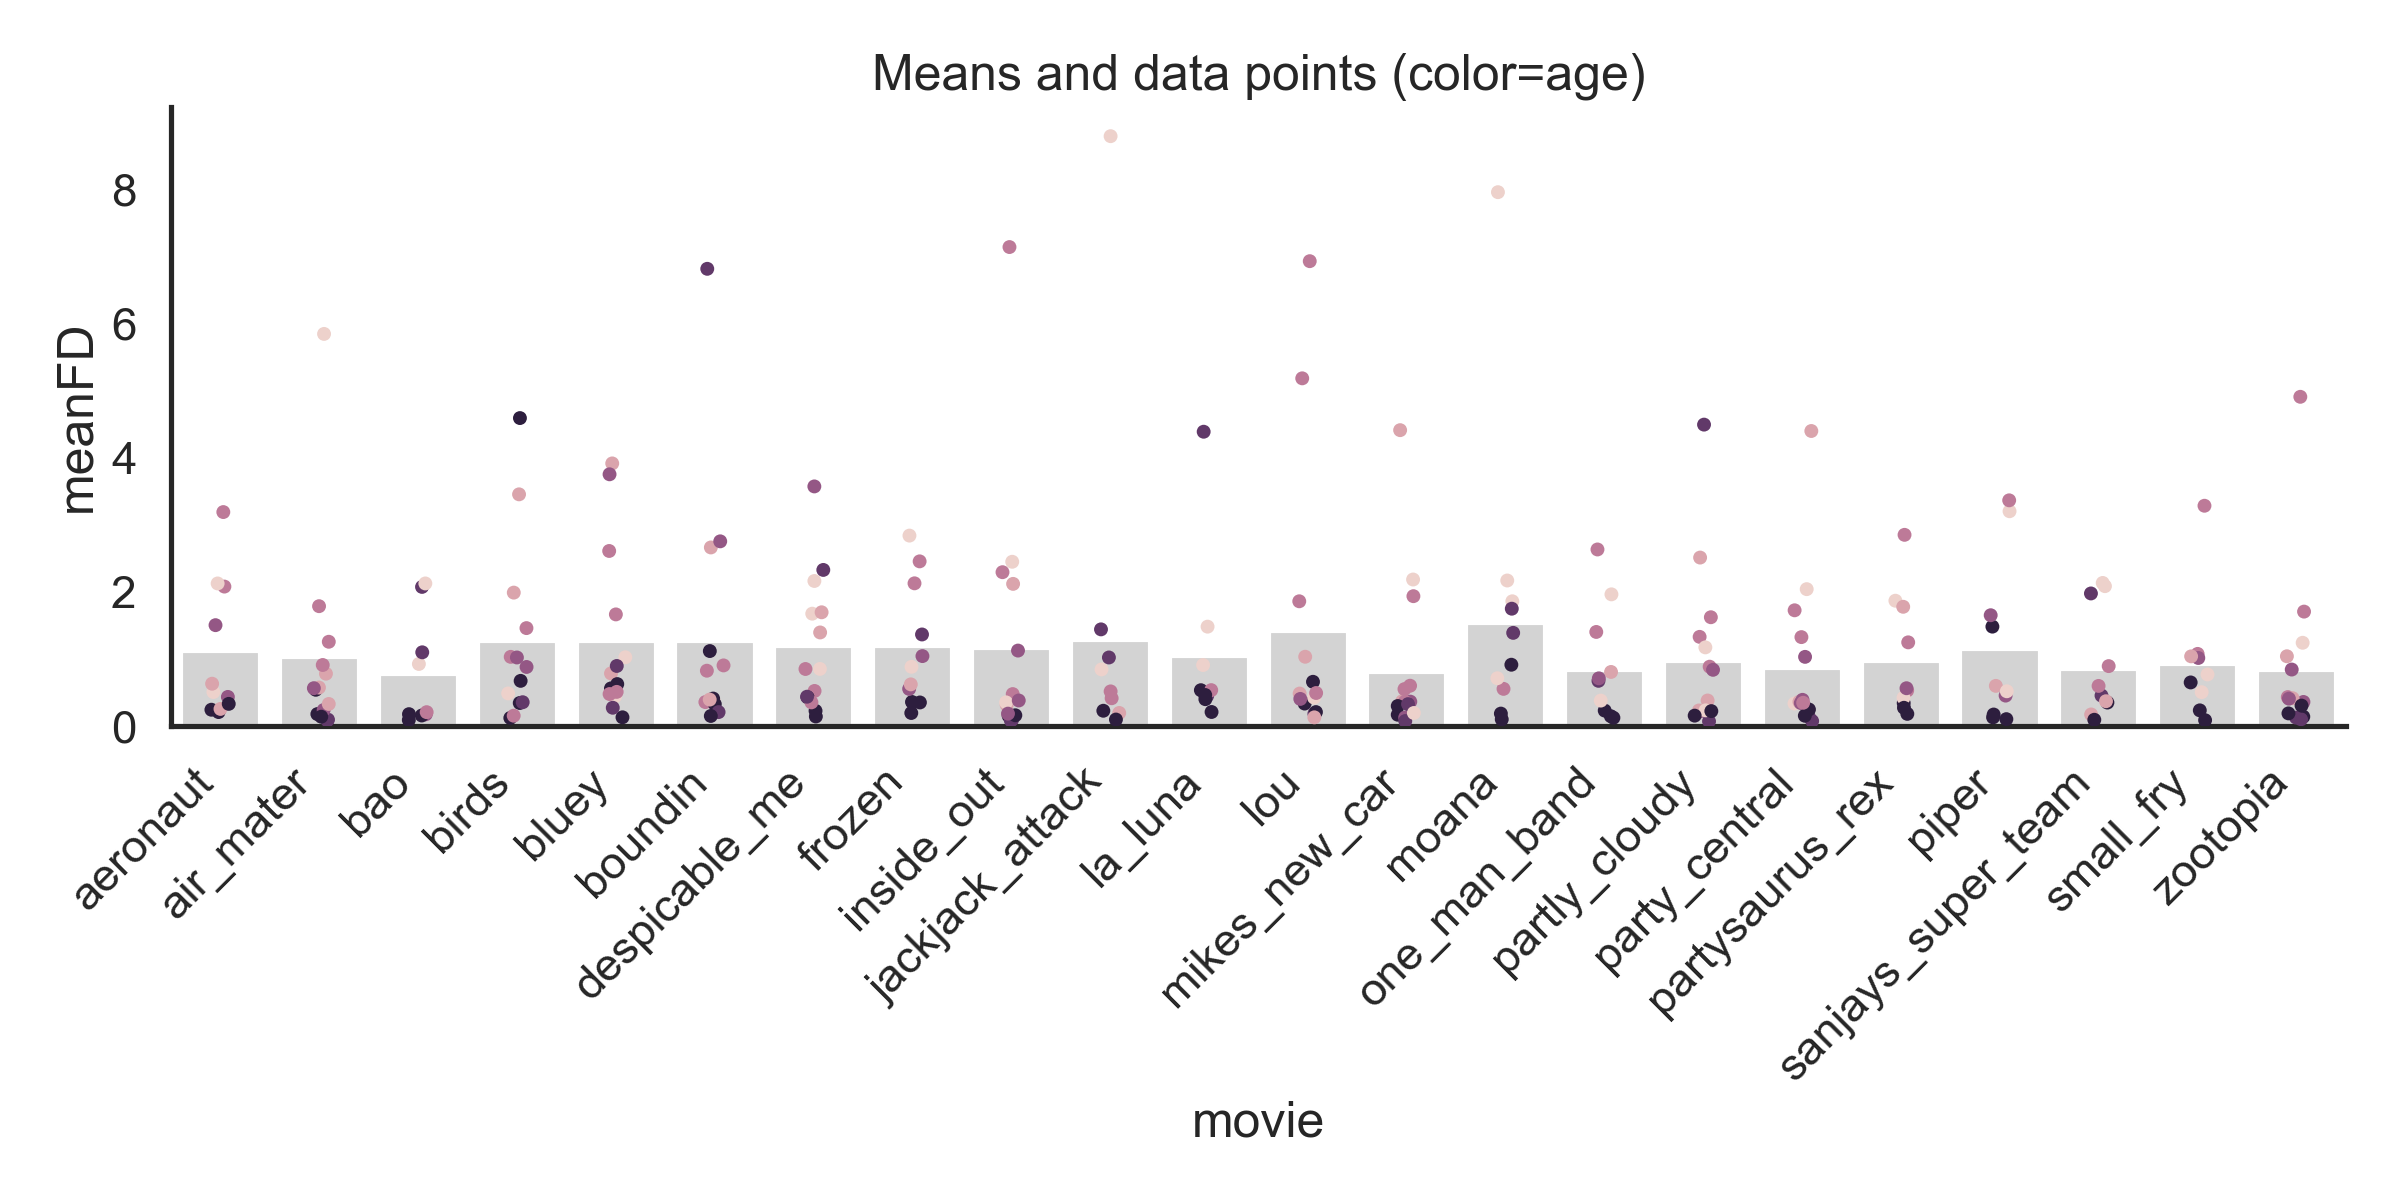 Means and data points (color=age)
meanFD
8
6
4
2
0
aeronaut
air_mater
bao
birds
bluey
boundin
despicable_me
frozen
inside_out
jackjack_attack
la_luna
lou
mikes_new_car
moana
one_man_band
partly_cloudy
party_central
partysaurus_rex
piper
sanjays_super_team
small_fry
zootopia
movie